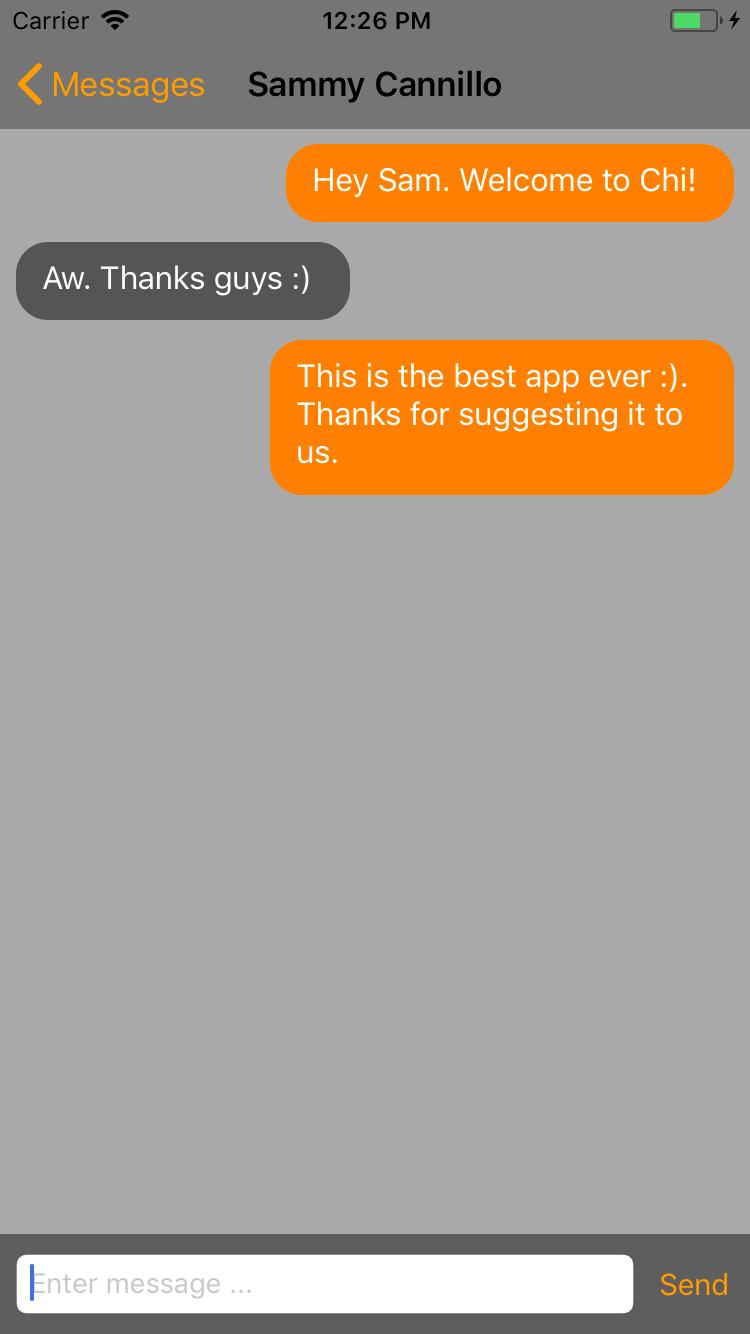 Carrier 12:26 PM
Messages Sammy Cannillo
Hey Sam. Welcome to Chi!
Aw. Thanks guys :)
This is the best app ever :).
Thanks for suggesting it to
us.
Enter message ... Send